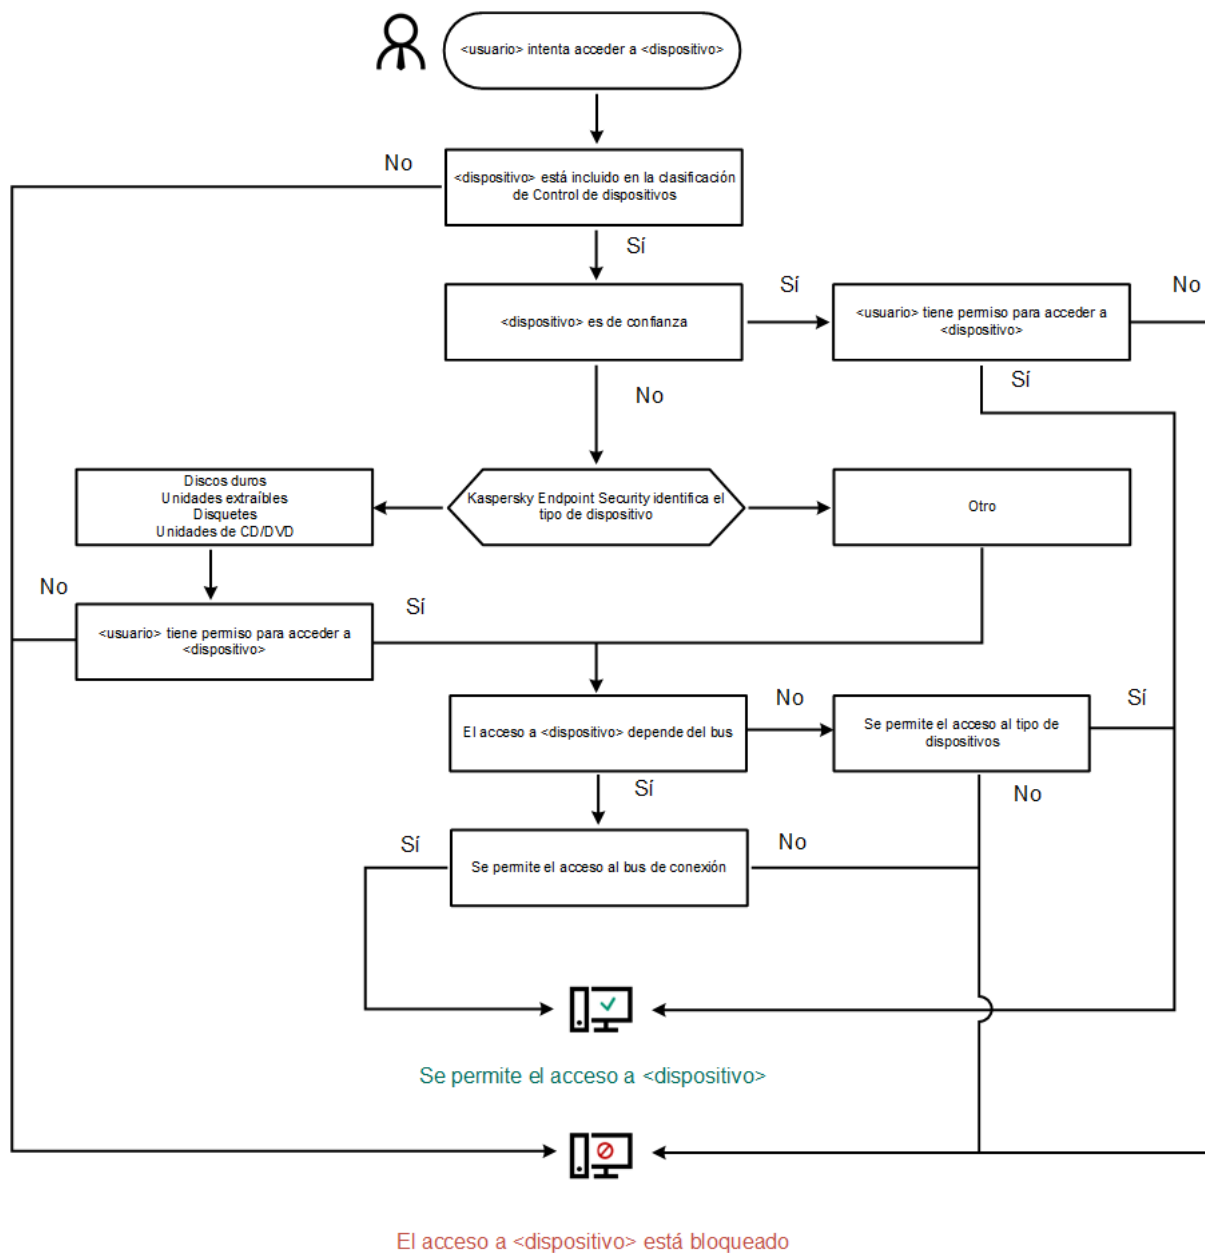 <usuario> intenta acceder a <dispositivo>
No
<dispositivo> está incluido en la clasificación
de Control de dispositivos
Sí
<dispositivo> es de confianza
Sí
<usuario> tiene permiso para acceder a
<dispositivo>
No
Sí
No
Discos duros
Unidades extraíbles
Disquetes
Unidades de CD/DVD
Kaspersky Endpoint Security identifica el
tipo de dispositivo
Otro
No
<usuario> tiene permiso para acceder a
<dispositivo>
Sí
El acceso a <dispositivo> depende del bus
No
Se permite el acceso al tipo de
dispositivos
Sí
Sí
No
Sí
Se permite el acceso al bus de conexión
No
Se permite el acceso a <dispositivo>
El acceso a <dispositivo> está bloqueado